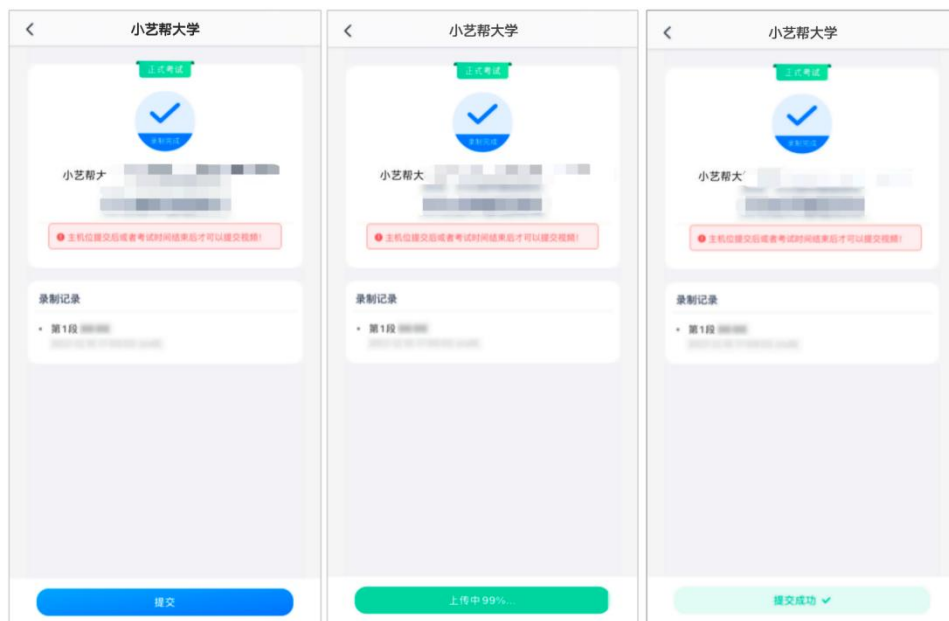 小艺帮大学
正式考试
录制完成
小艺帮大
主机位提交后或者考试时间结束后才可以提交视频！
录制记录
第1段
提交
小艺帮大学
正式考试
录制完成
小艺帮大
主机位提交后或者考试时间结束后才可以提交视频！
录制记录
第1段
上传中 99%...
小艺帮大学
正式考试
录制完成
小艺帮大
主机位提交后或者考试时间结束后才可以提交视频！
录制记录
第1段
提交成功